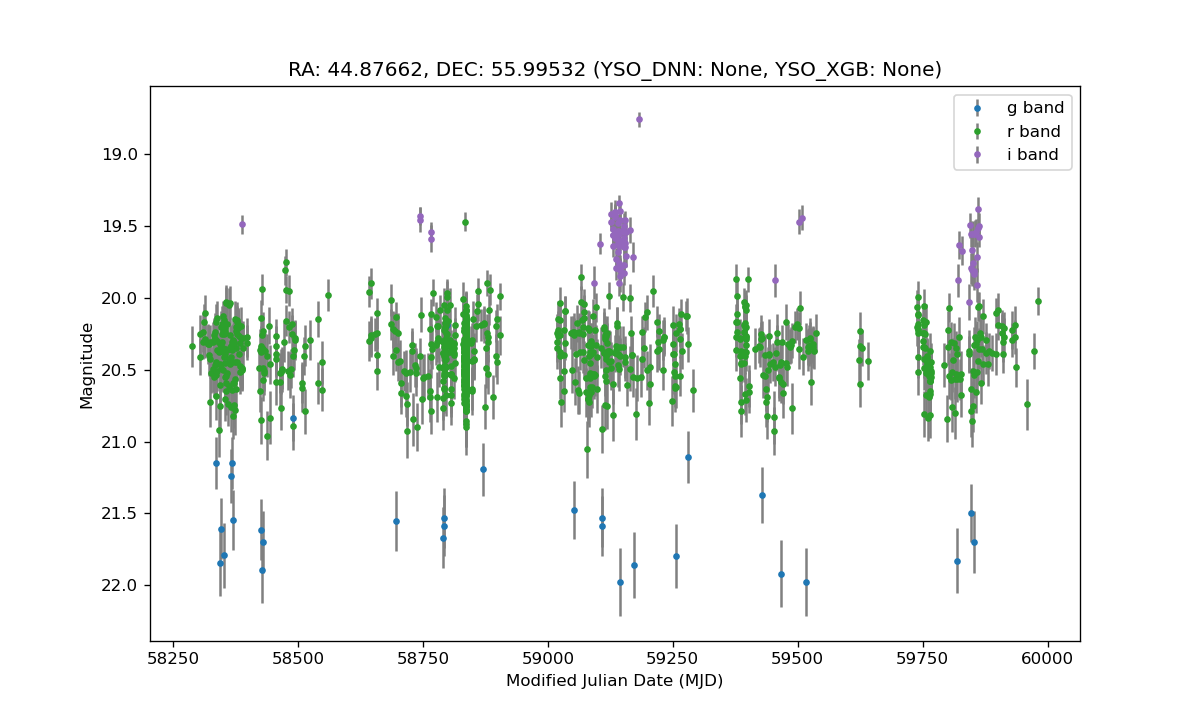 RA: 44.87662, DEC: 55.99532 (YSO_DNN: None, YSO_XGB: None)
g band
r band
i band
19.0
19.5
20.0
20.5
21.0
21.5
22.0
Magnitude
58250 58500 58750 59000 59250 59500 59750 60000
Modified Julian Date (MJD)